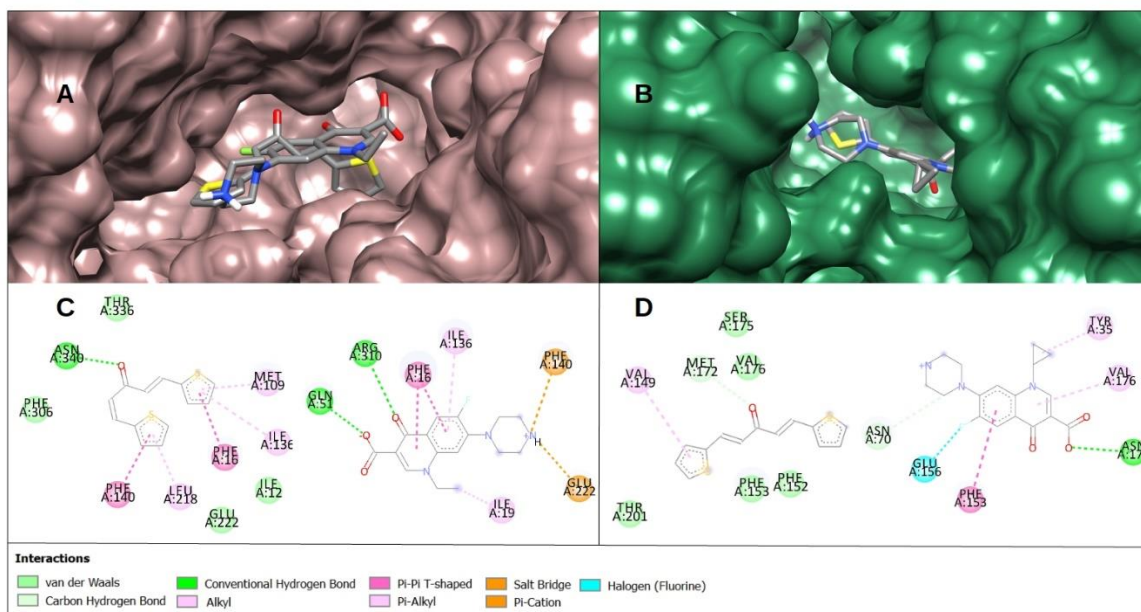 A
B
C
THR
A:336
ASN
A:340
PHE
A:306
MET
A:109
ILE
A:136
PHE
A:16
PHE
A:140
LEU
A:218
ILE
A:12
GLU
A:222
ARG
A:310
GLN
A:51
PHE
A:16
ILE
A:136
PHE
A:140
GLU
A:222
ILE
A:19
O
O
O
F
N
N
N
H
S
S
O
D
SER
A:175
MET
A:172
VAL
A:176
VAL
A:149
ASN
A:70
PHE
A:153
PHE
A:152
THR
A:201
TYR
A:35
VAL
A:176
GLU
A:156
PHE
A:153
ASN
A:17
Interactions
van der Waals
Carbon Hydrogen Bond
Conventional Hydrogen Bond
Alkyl
Pi-Pi T-shaped
Pi-Alkyl
Salt Bridge
Pi-Cation
Halogen (Fluorine)